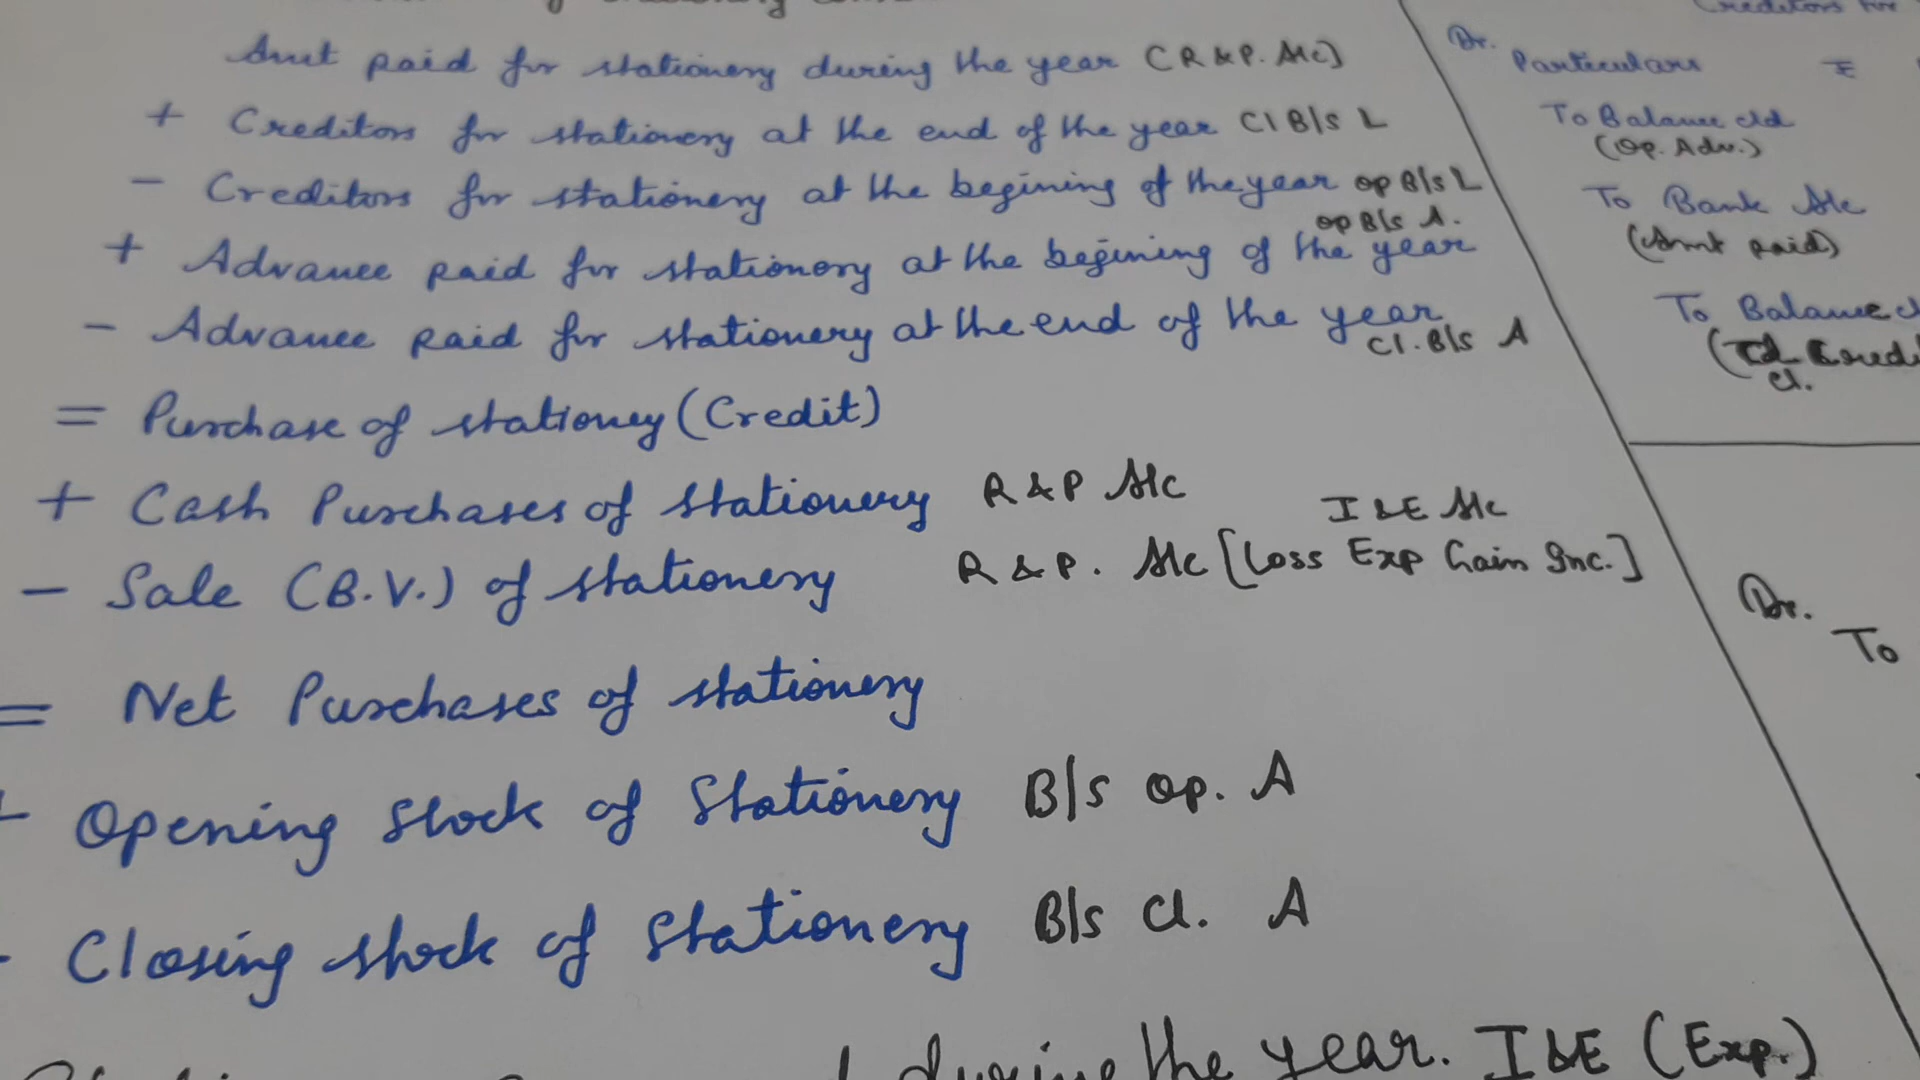 Amt paid for stationery during the year (R & P. A/c)
+ Creditors for stationery at the end of the year Cl B/s L
- Creditors for stationery at the begining of the year op B/s L
op B/s A.
+ Advance paid for stationery at the begining of the year
- Advance paid for stationery at the end of the year
Cl. B/s A
= Purchase of stationey (Credit)
+ Cash Purchases of stationery R & P A/c
I & E A/c
- Sale (B.V.) of stationery R & P. A/c [Loss Exp Gain Inc.]
= Net Purchases of stationery
Opening Stock of Stationery B/s op. A
- Closing stock of Stationery B/s Cl. A
during the year. I & E (Exp.)
Creditors for
Dr.
Particulars ₹
To Balance c/d
(Op. Adv.)
To Bank A/c
(Amt paid)
To Balance
Cl.
Dr.
To